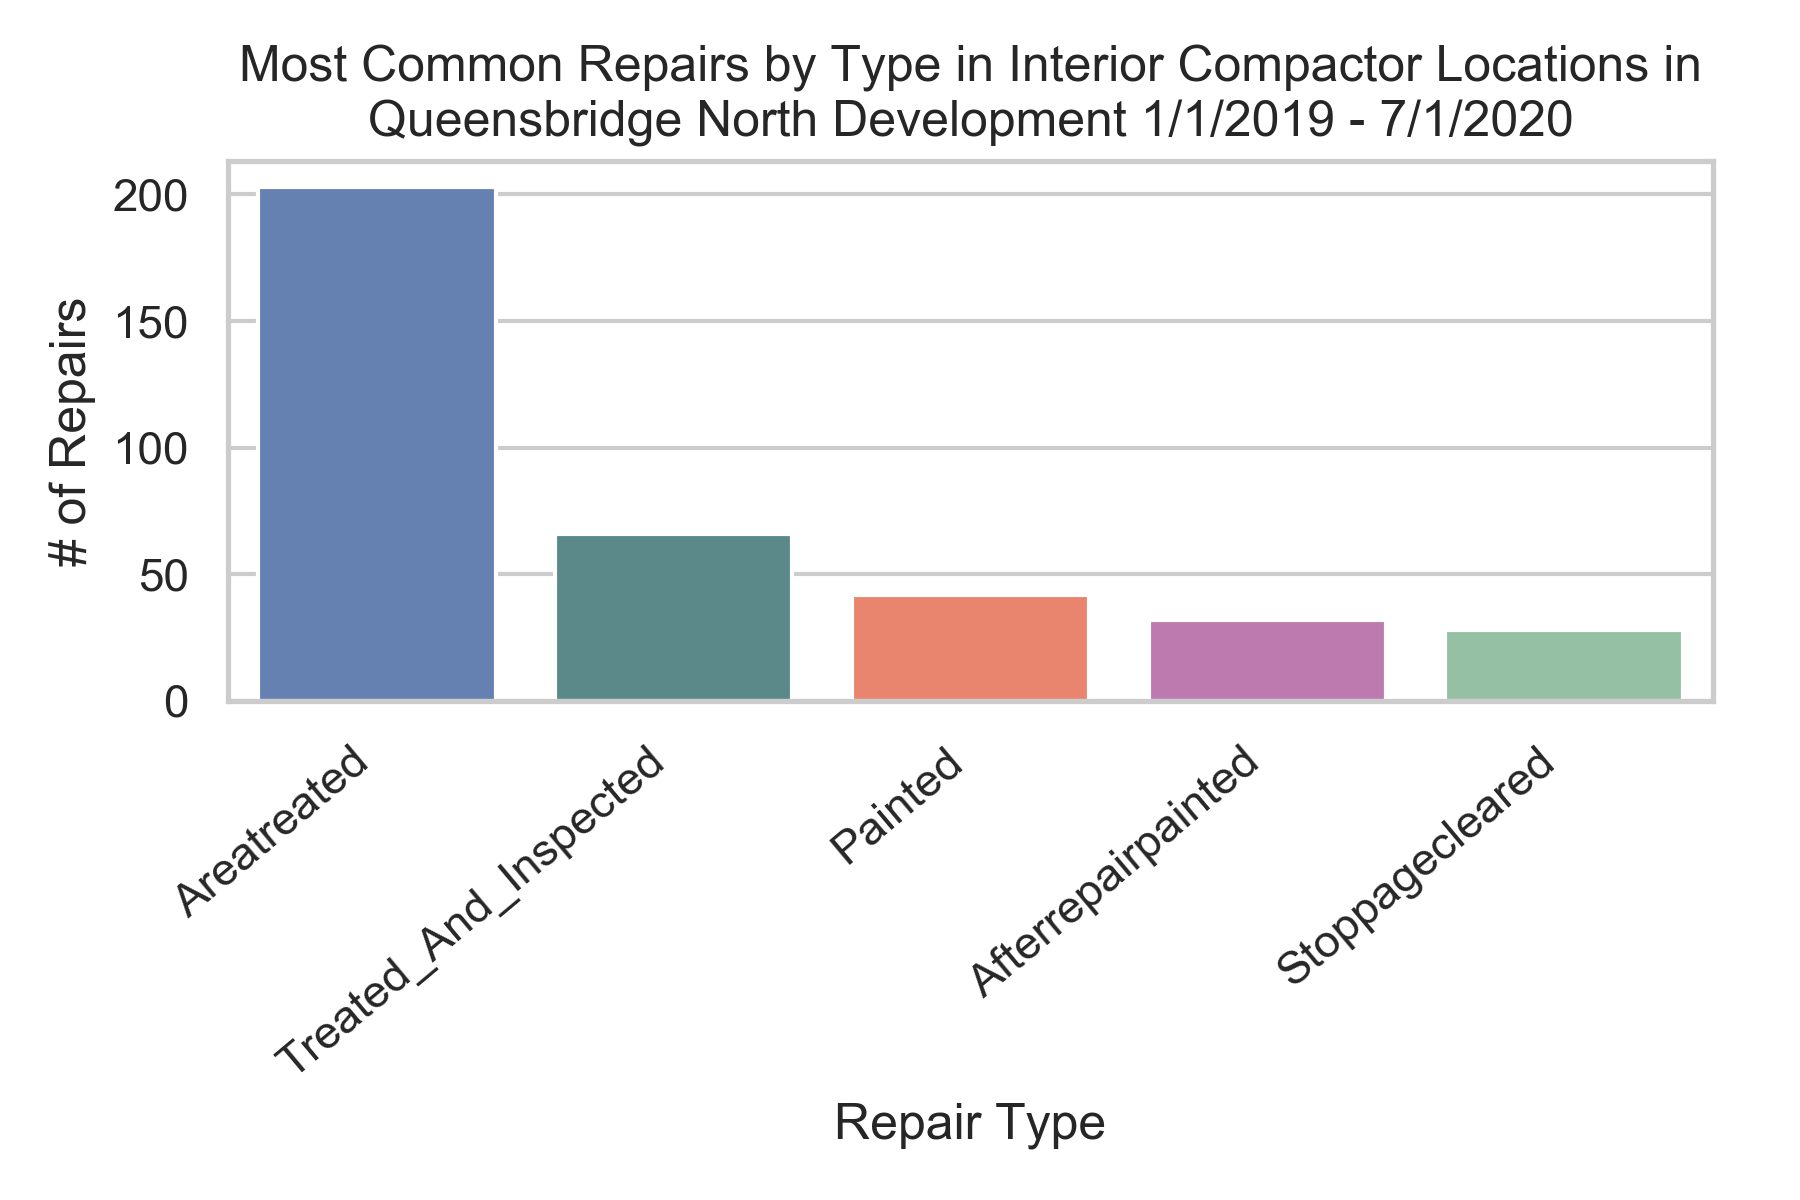 Most Common Repairs by Type in Interior Compactor Locations in
Queensbridge North Development 1/1/2019 - 7/1/2020
# of Repairs
200
150
100
50
0
Areatreated
Treated_And_Inspected
Painted
Afterrepairpainted
Stoppagecleared
Repair Type